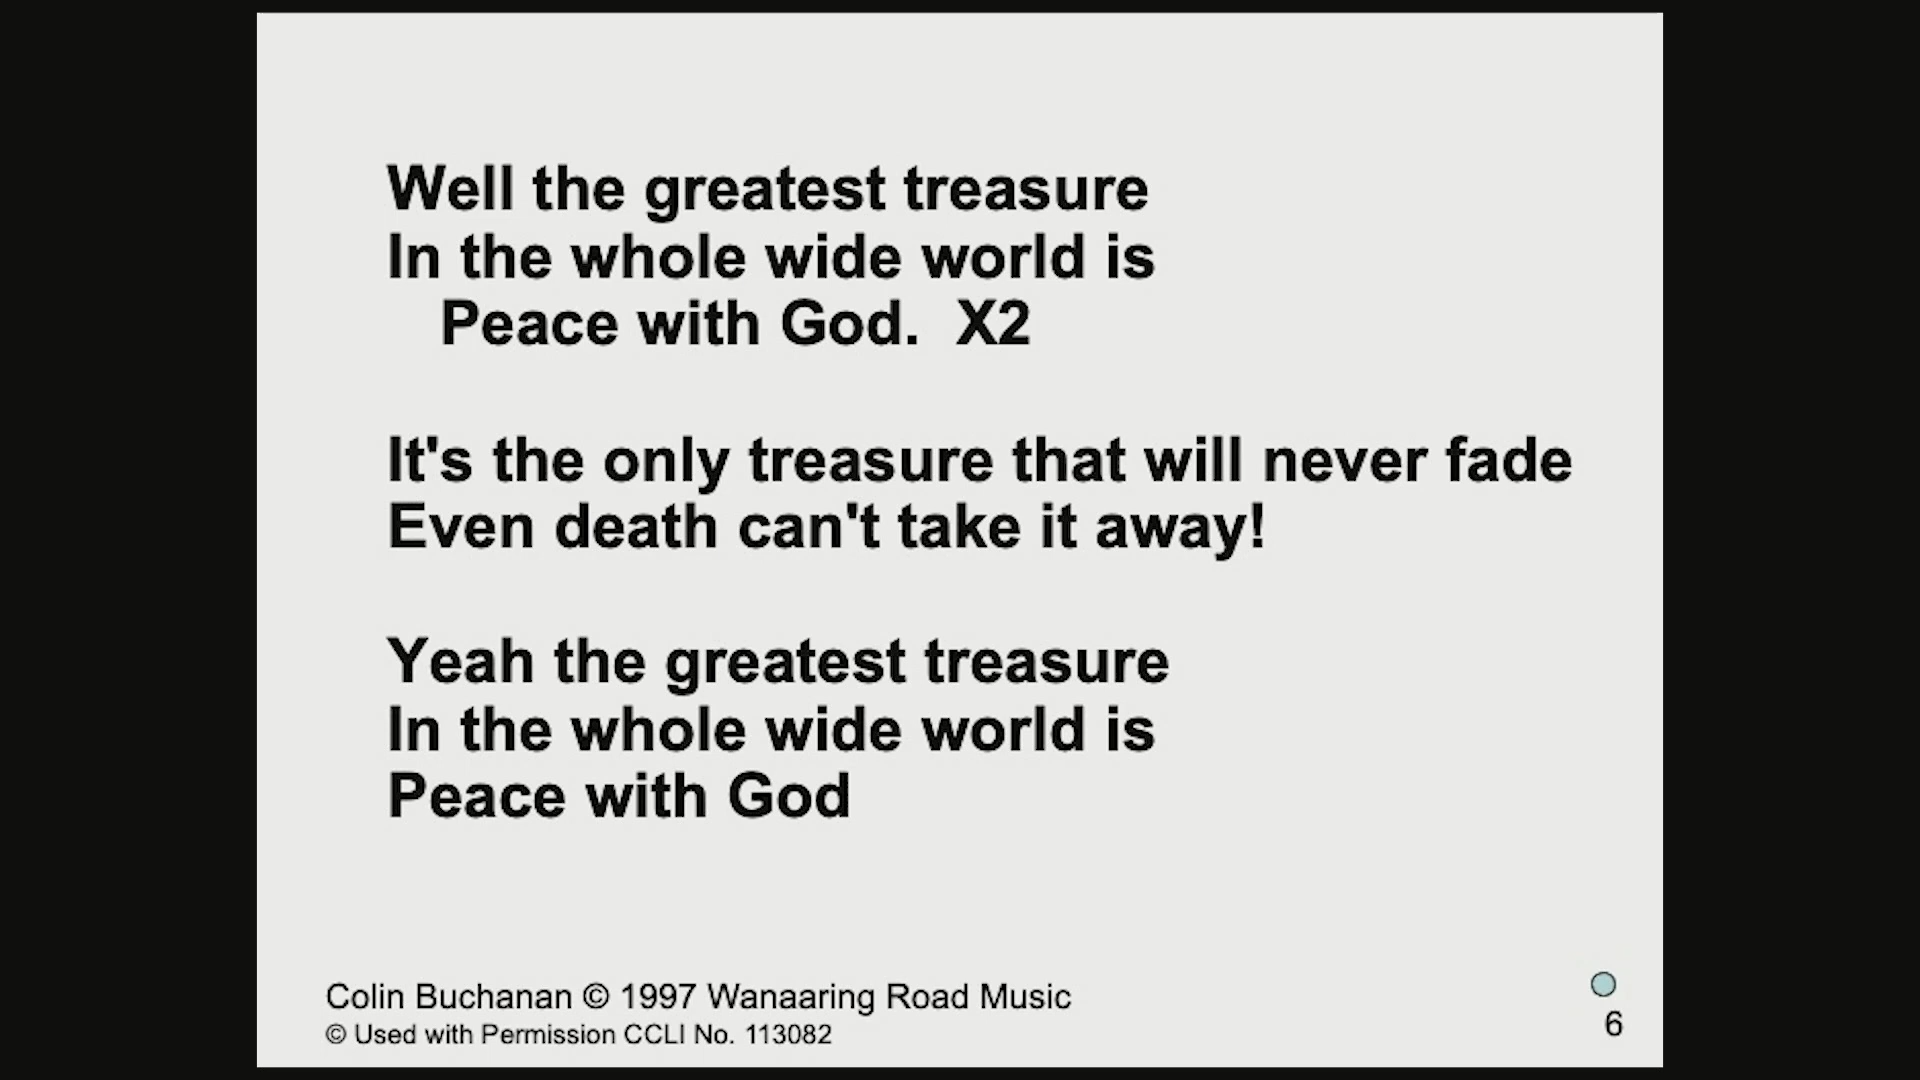 Well the greatest treasure
In the whole wide world is
Peace with God.  X2
It's the only treasure that will never fade
Even death can't take it away!
Yeah the greatest treasure
In the whole wide world is
Peace with God
Colin Buchanan © 1997 Wanaaring Road Music
© Used with Permission CCLI No. 113082
6